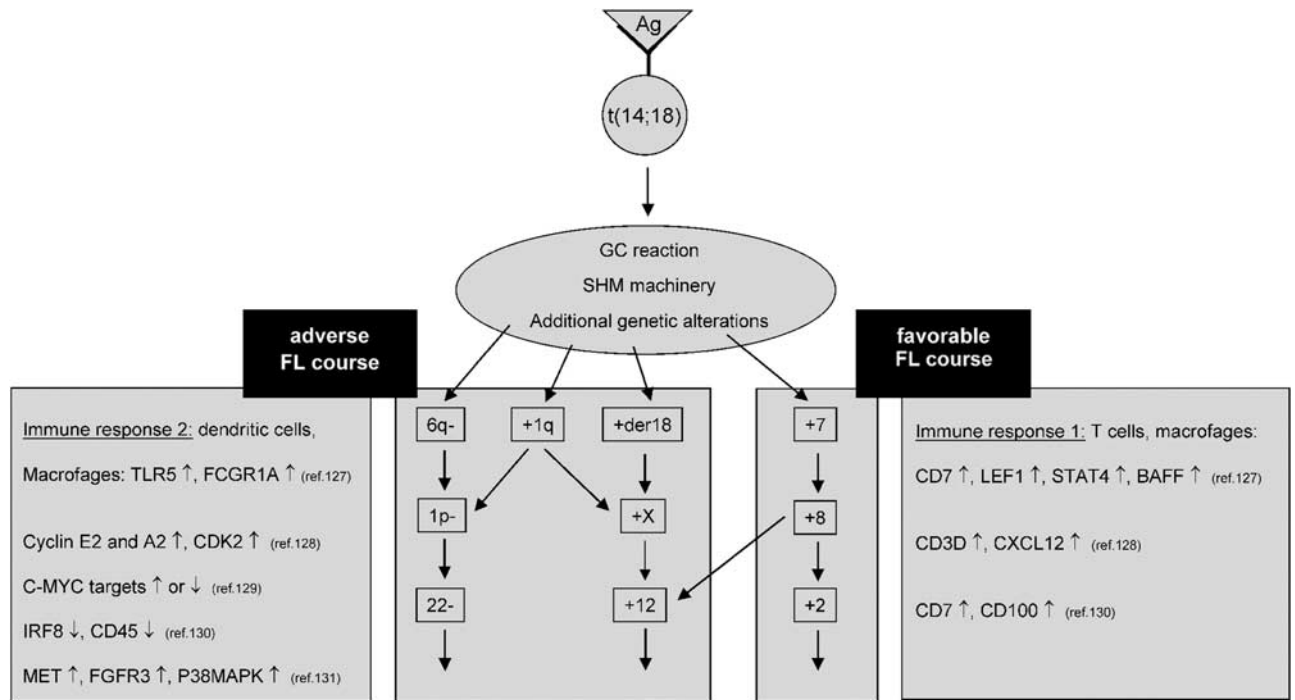 Ag
t(14;18)
GC reaction
SHM machinery
Additional genetic alterations
adverse
FL course
favorable
FL course
Immune response 2: dendritic cells,
Macrofages: TLR5 ↑, FCGR1A ↑ (ref.127)
Cyclin E2 and A2 ↑, CDK2 ↑ (ref.128)
C-MYC targets ↑ or ↓ (ref.129)
IRF8 ↓, CD45 ↓ (ref.130)
MET ↑, FGFR3 ↑, P38MAPK ↑ (ref.131)
6q- +1q +der18
1p- +X
22- +12
+7
+8
+2
Immune response 1: T cells, macrofages:
CD7 ↑, LEF1 ↑, STAT4 ↑, BAFF ↑ (ref.127)
CD3D ↑, CXCL12 ↑ (ref.128)
CD7 ↑, CD100 ↑ (ref.130)